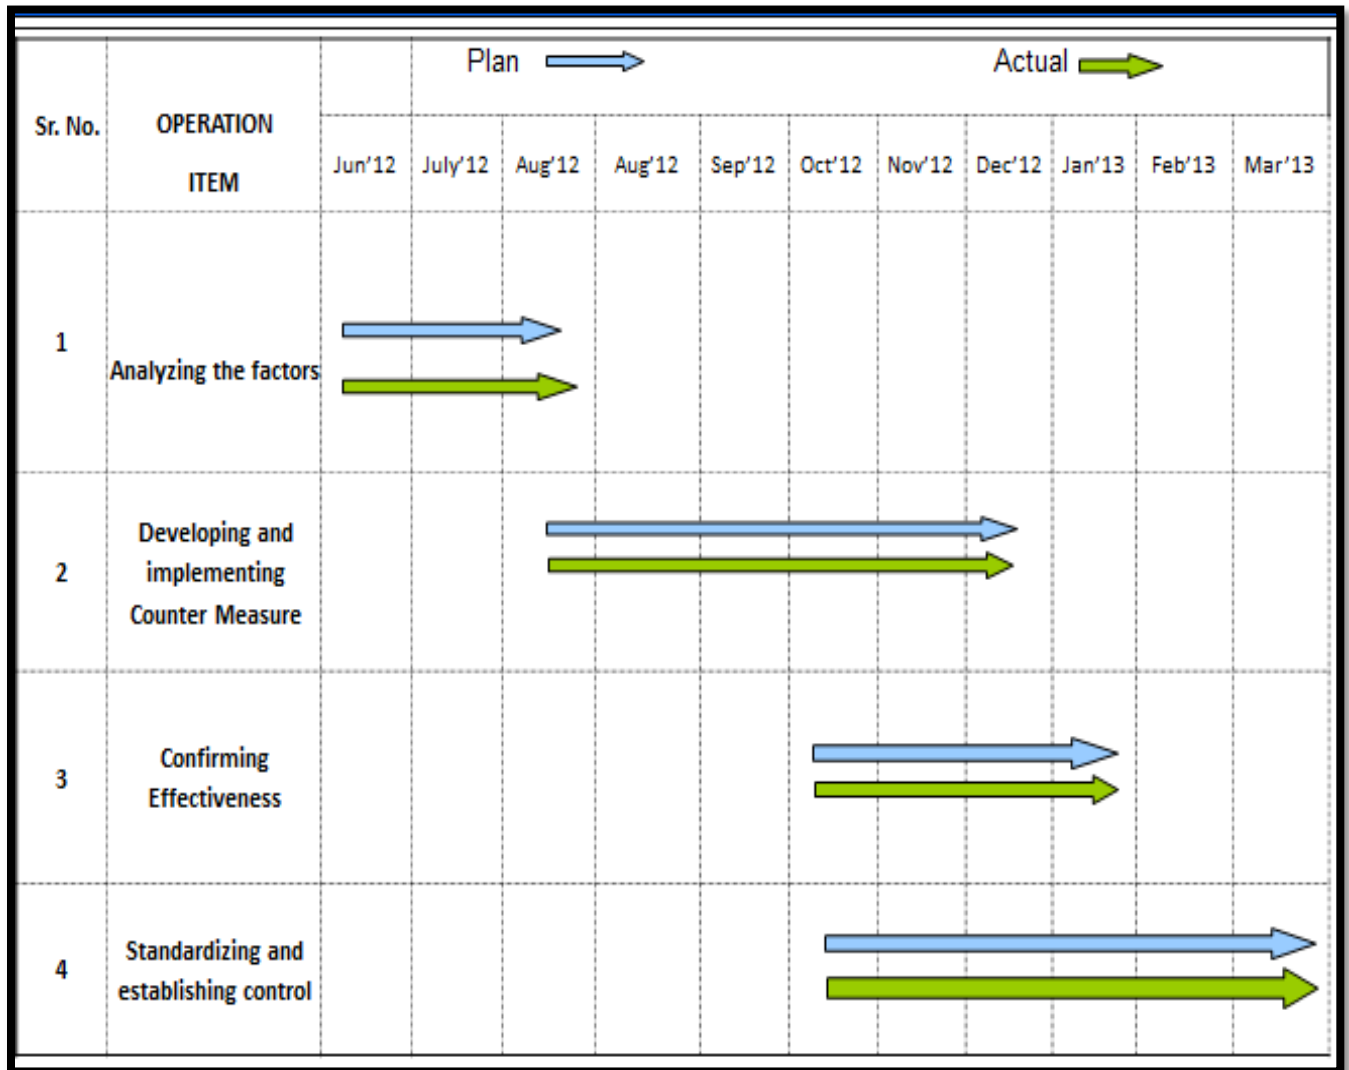 Plan
Actual
Sr. No.
OPERATION
ITEM
Jun'12
July'12
Aug'12
Aug'12
Sep'12
Oct'12
Nov'12
Dec'12
Jan'13
Feb'13
Mar'13
1
Analyzing the factors
2
Developing and
implementing
Counter Measure
3
Confirming
Effectiveness
4
Standardizing and
establishing control